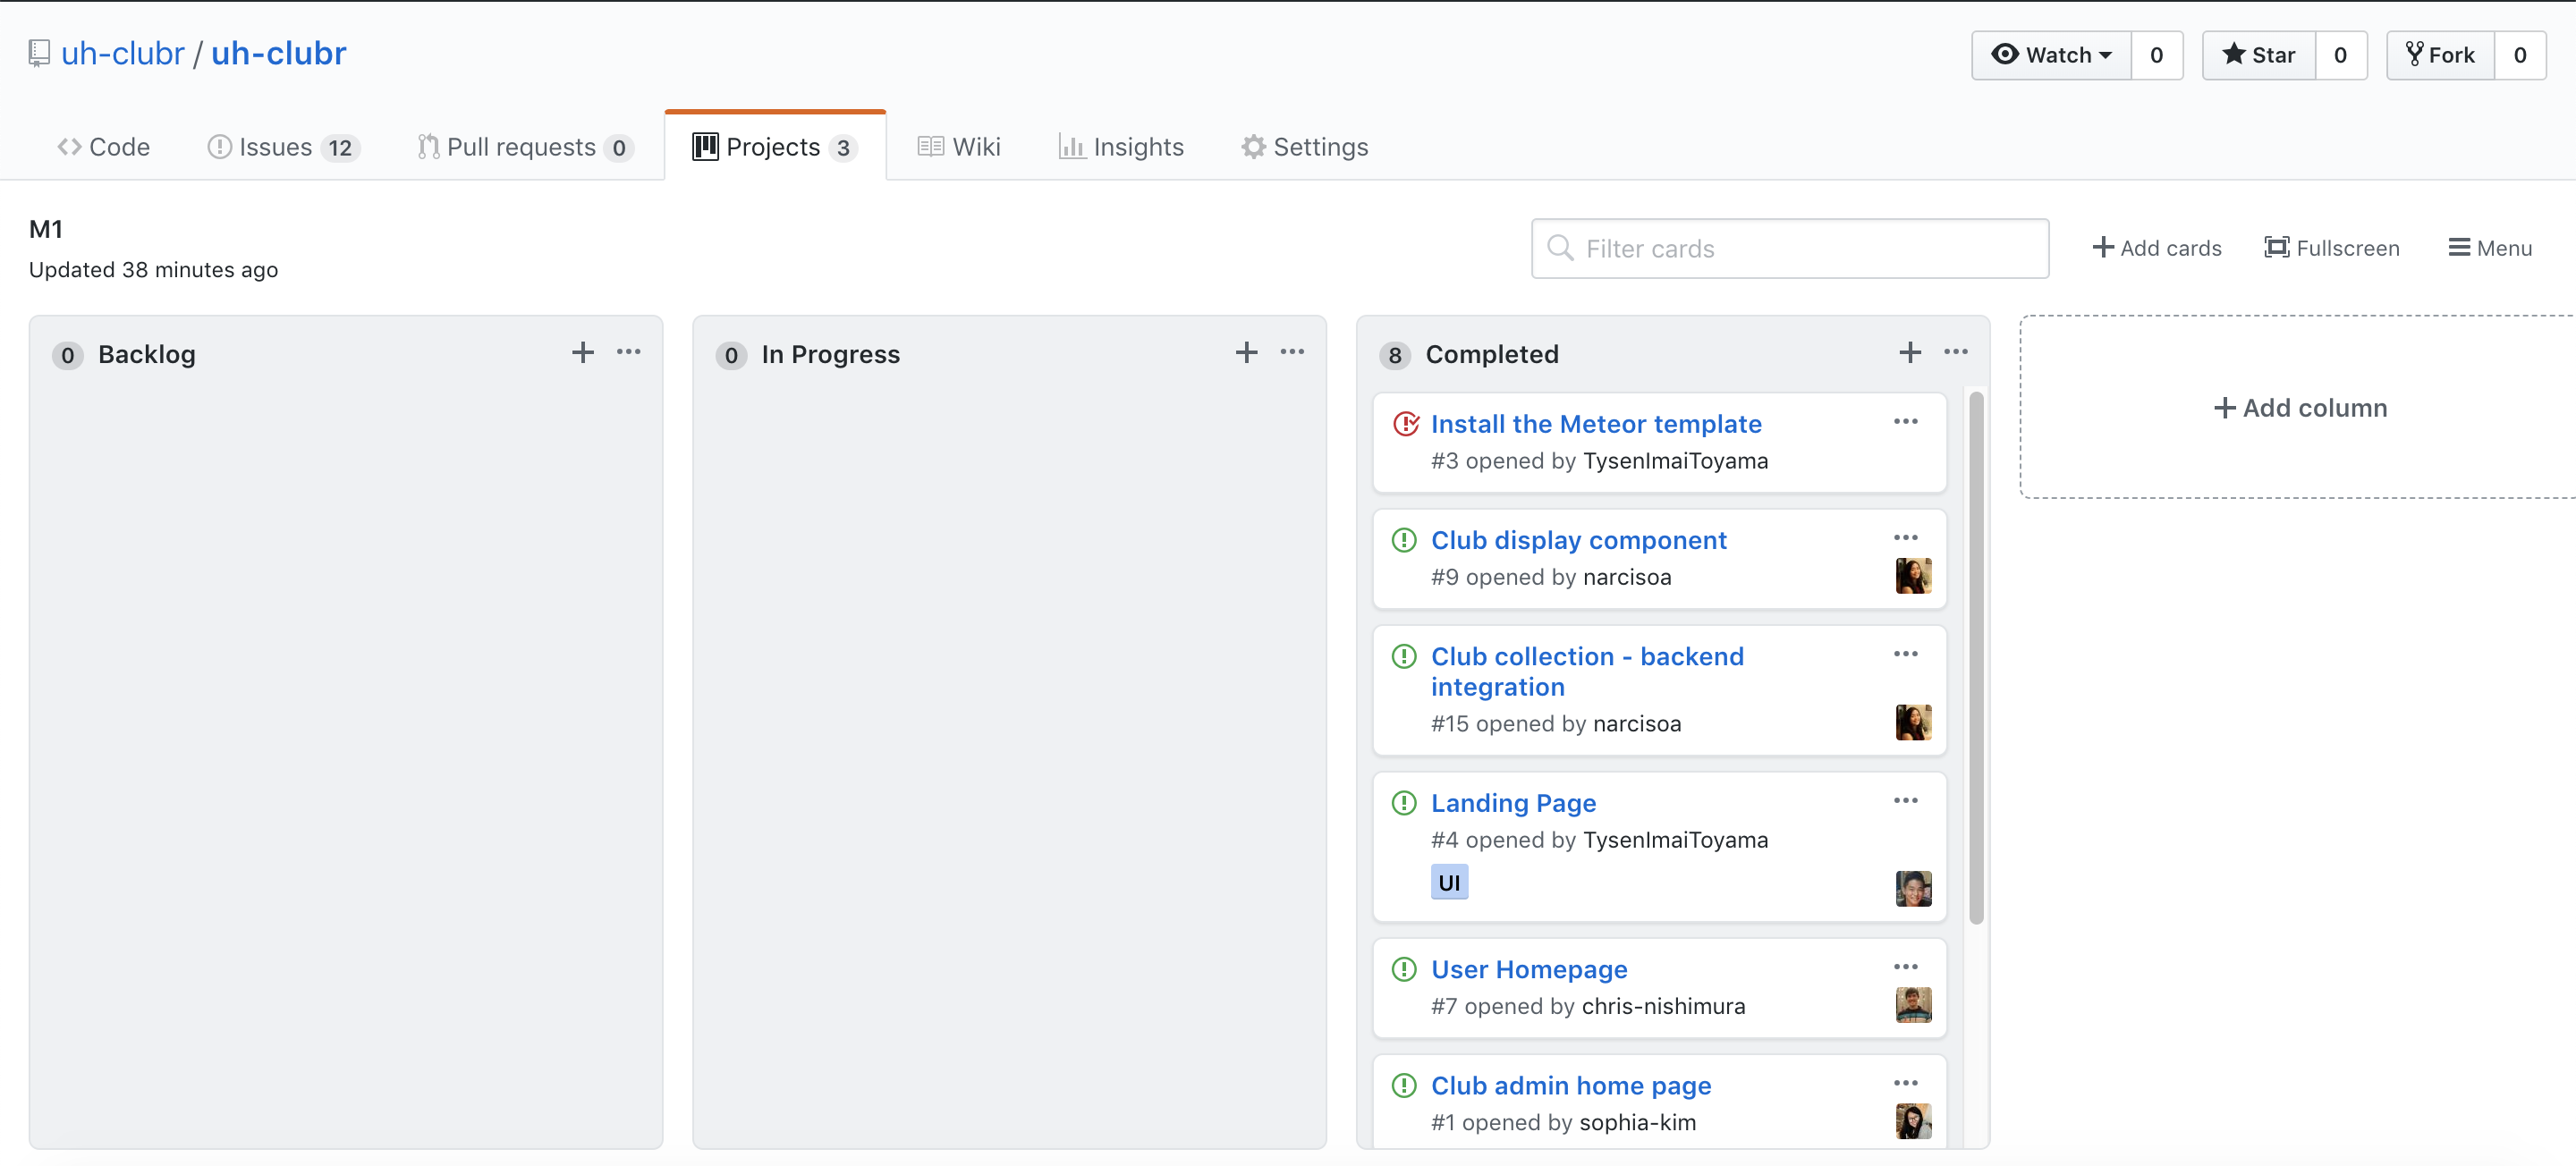 uh-clubr / uh-clubr
Watch 0
Star 0
Fork 0
Code
Issues 12
Pull requests 0
Projects 3
Wiki
Insights
Settings
M1
Updated 38 minutes ago
Filter cards
Add cards
Fullscreen
Menu
0 Backlog
0 In Progress
8 Completed
Install the Meteor template
#3 opened by TysenImaiToyama
Club display component
#9 opened by narcisoa
Club collection - backend
integration
#15 opened by narcisoa
Landing Page
#4 opened by TysenImaiToyama
UI
User Homepage
#7 opened by chris-nishimura
Club admin home page
#1 opened by sophia-kim
Add column